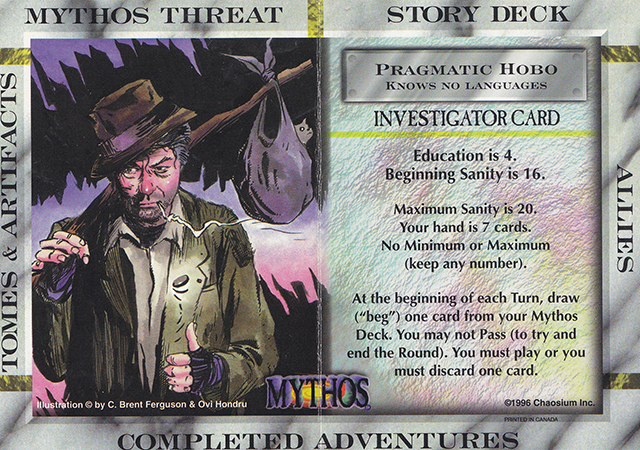 MYTHOS THREAT
STORY DECK
TOMES & ARTIFACTS
PRAGMATIC HOBO
KNOWS NO LANGUAGES
INVESTIGATOR CARD
Education is 4.
Beginning Sanity is 16.
Maximum Sanity is 20.
Your hand is 7 cards.
No Minimum or Maximum
(keep any number).
At the beginning of each Turn, draw
(“beg”) one card from your Mythos
Deck. You may not Pass (to try and
end the Round). You must play or you
must discard one card.
ALLIES
Illustration © by C. Brent Ferguson & Ovi Hondru
MYTHOS
©1996 Chaosium Inc.
PRINTED IN CANADA
COMPLETED ADVENTURES